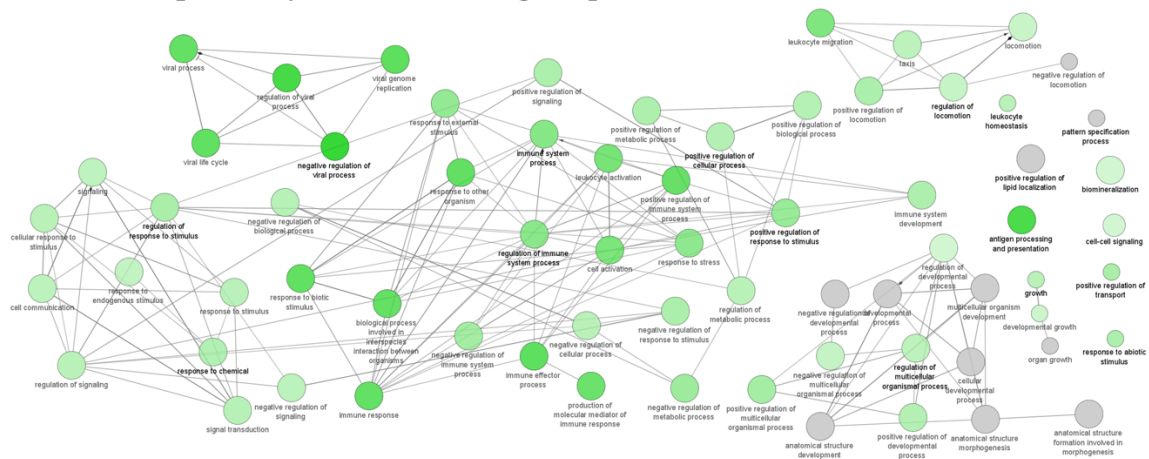 leukocyte migration
taxis
locomotion
viral process
viral genome
replication
regulation of viral
process
positive regulation of
signaling
negative regulation of
locomotion
positive regulation of
locomotion
regulation
of locomotion
leukocyte
homeostasis
response to external
stimulus
positive regulation of
metabolic process
positive regulation of
biological process
pattern specification
process
viral life cycle
negative regulation of
viral process
immune system
process
positive regulation of
cellular process
leukocyte activation
signaling
response to other
organism
positive regulation of
immune system
process
positive regulation of
lipid localization
biomineralization
regulation of
response to stimulus
negative regulation of
biological process
immune system
development
positive regulation of
response to stimulus
antigen processing
and presentation
cell-cell signaling
cellular response to
stimulus
regulation of immune
system process
cell activation
response to stress
regulation of
developmental
process
cell communication
response to
endogenous stimulus
response to stimulus
response to biotic
stimulus
biological process
involved in
interspecies
interaction between
organisms
regulation of
metabolic process
negative regulation of
developmental process
developmental
process
multicellular organism
development
growth
positive regulation of
transport
developmental growth
negative regulation of
response to stimulus
negative regulation of
cellular process
negative regulation of
immune system
process
organ growth
response to abiotic
stimulus
regulation of signaling
response to chemical
immune effector
process
negative regulation of
multicellular
organismal process
regulation of
multicellular
organismal process
cellular
developmental
process
negative regulation of
signaling
immune response
production of
molecular mediator of
immune response
negative regulation of
metabolic process
positive regulation of
multicellular
organismal process
signal transduction
anatomical structure
development
positive regulation of
developmental
process
anatomical structure
morphogenesis
anatomical structure
formation involved in
morphogenesis